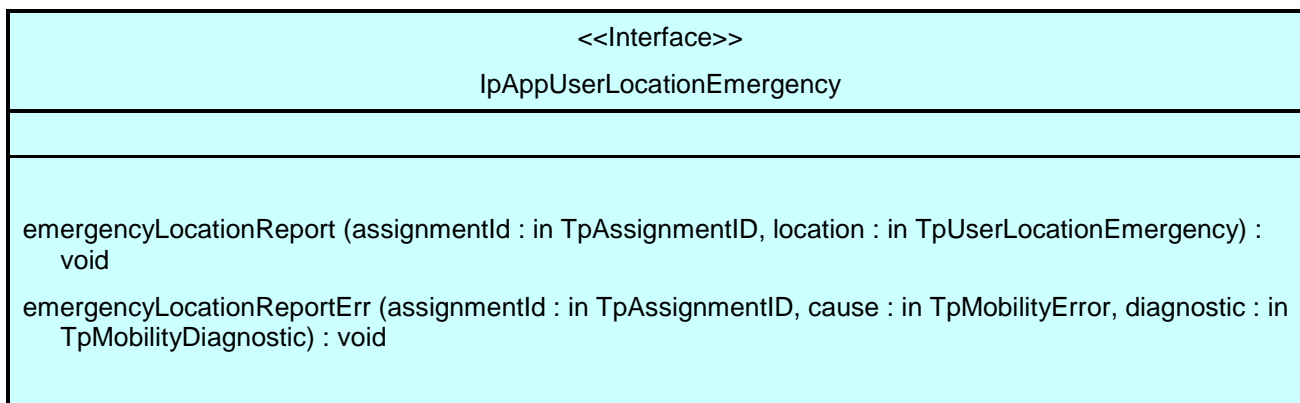 <<Interface>>
IpAppUserLocationEmergency
emergencyLocationReport (assignmentId : in TpAssignmentID, location : in TpUserLocationEmergency) :
void
emergencyLocationReportErr (assignmentId : in TpAssignmentID, cause : in TpMobilityError, diagnostic : in
TpMobilityDiagnostic) : void